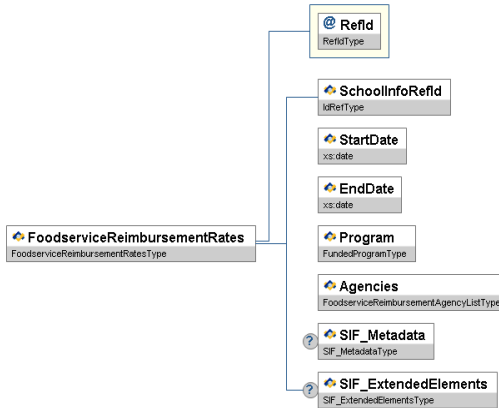 @ RefId
RefIdType
SchoolInfoRefId
IdRefType
StartDate
xs:date
EndDate
xs:date
FoodserviceReimbursementRates
FoodserviceReimbursementRatesType
Program
FundedProgramType
Agencies
FoodserviceReimbursementAgencyListType
? SIF_Metadata
SIF_MetadataType
? SIF_ExtendedElements
SIF_ExtendedElementsType